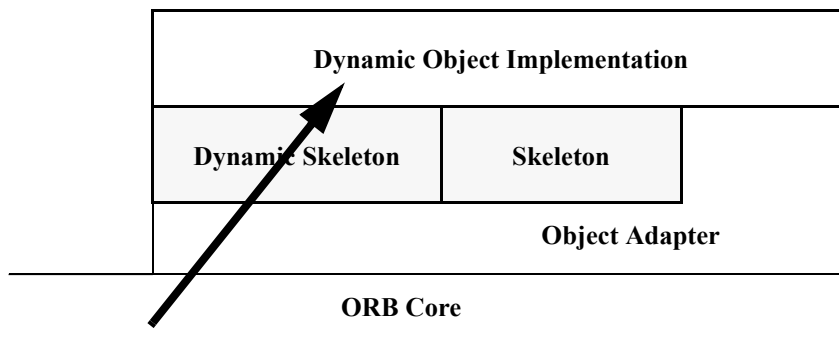 Dynamic Object Implementation
Dynamic Skeleton
Skeleton
Object Adapter
ORB Core